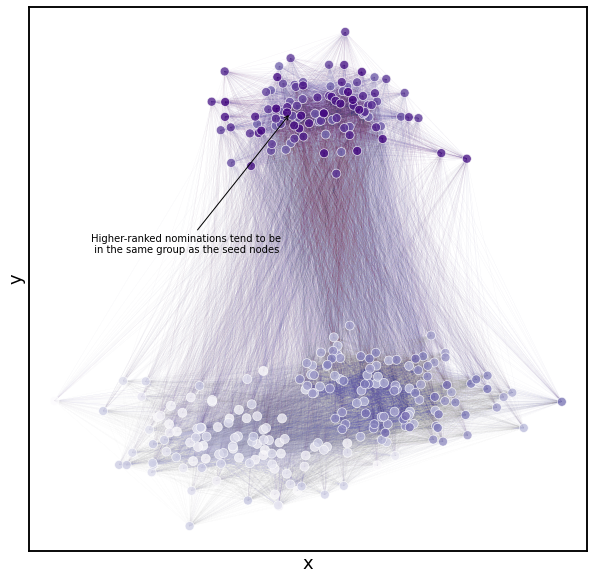 Higher-ranked nominations tend to be
in the same group as the seed nodes
y
x